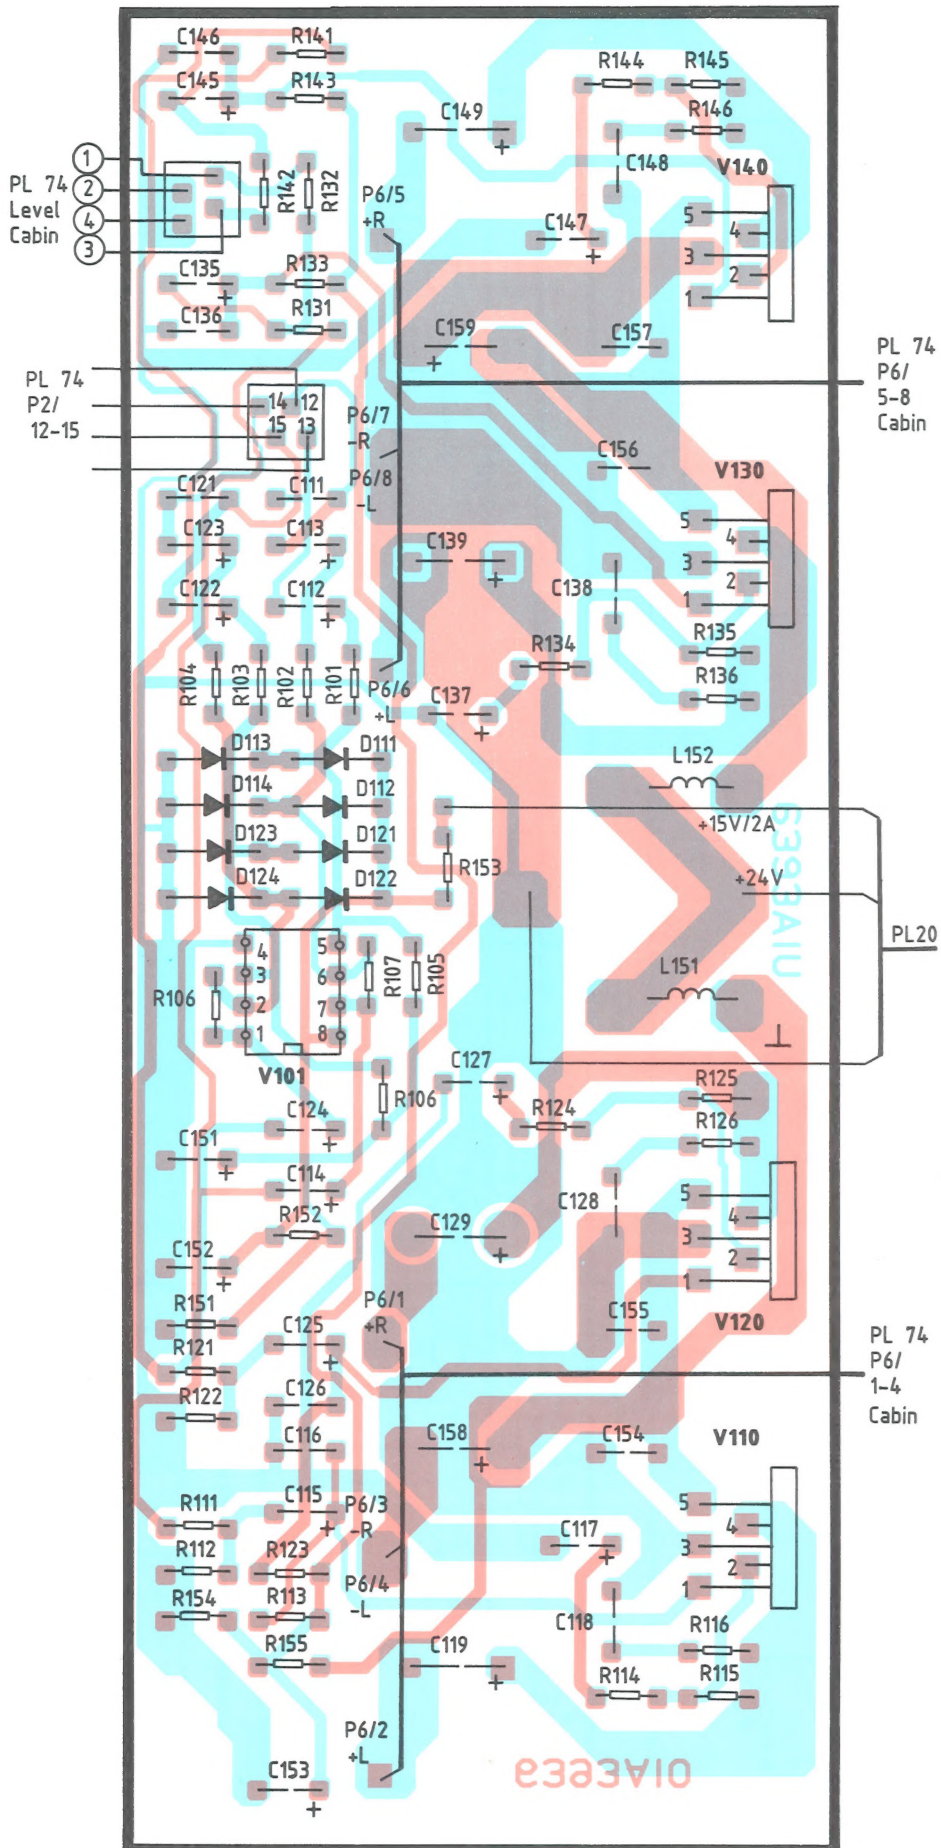 C146
R141
C145
+
R143
C149
+
R144
R145
R146
C148
V140
1
2
4
3
PL 74
Level
Cabin
R142
R132
P6/5
+R
C147
+
5
4
3
2
1
C135
+
R133
C136
R131
C159
+
C157
PL 74
P6/
5-8
Cabin
PL 74
P2/
12-15
14
12
15
13
P6/7
-R
P6/8
-L
C156
V130
C121
C111
C123
+
C113
+
C139
+
C138
5
4
3
2
1
C122
+
C112
+
R104
R103
R102
R101
P6/6
+L
C137
+
R134
R135
R136
D113
D111
D114
D112
D123
D121
D124
D122
R153
L152
+15V/2A
+24V
PL20
L151
6393AIU
4
3
2
1
5
6
7
8
V101
R106
R107
R105
R106
C127
+
R124
R125
R126
C124
+
C151
+
C114
+
R152
C128
C129
+
5
4
3
2
1
V120
C152
+
R151
R121
R122
C125
+
C126
C116
P6/1
+R
C155
PL 74
P6/
1-4
Cabin
C158
+
C154
V110
C115
+
R111
R112
R123
R154
R113
R155
P6/3
-R
P6/4
-L
C117
+
C118
5
4
3
2
1
R116
R114
R115
C119
+
P6/2
+L
C153
+
6393AIO